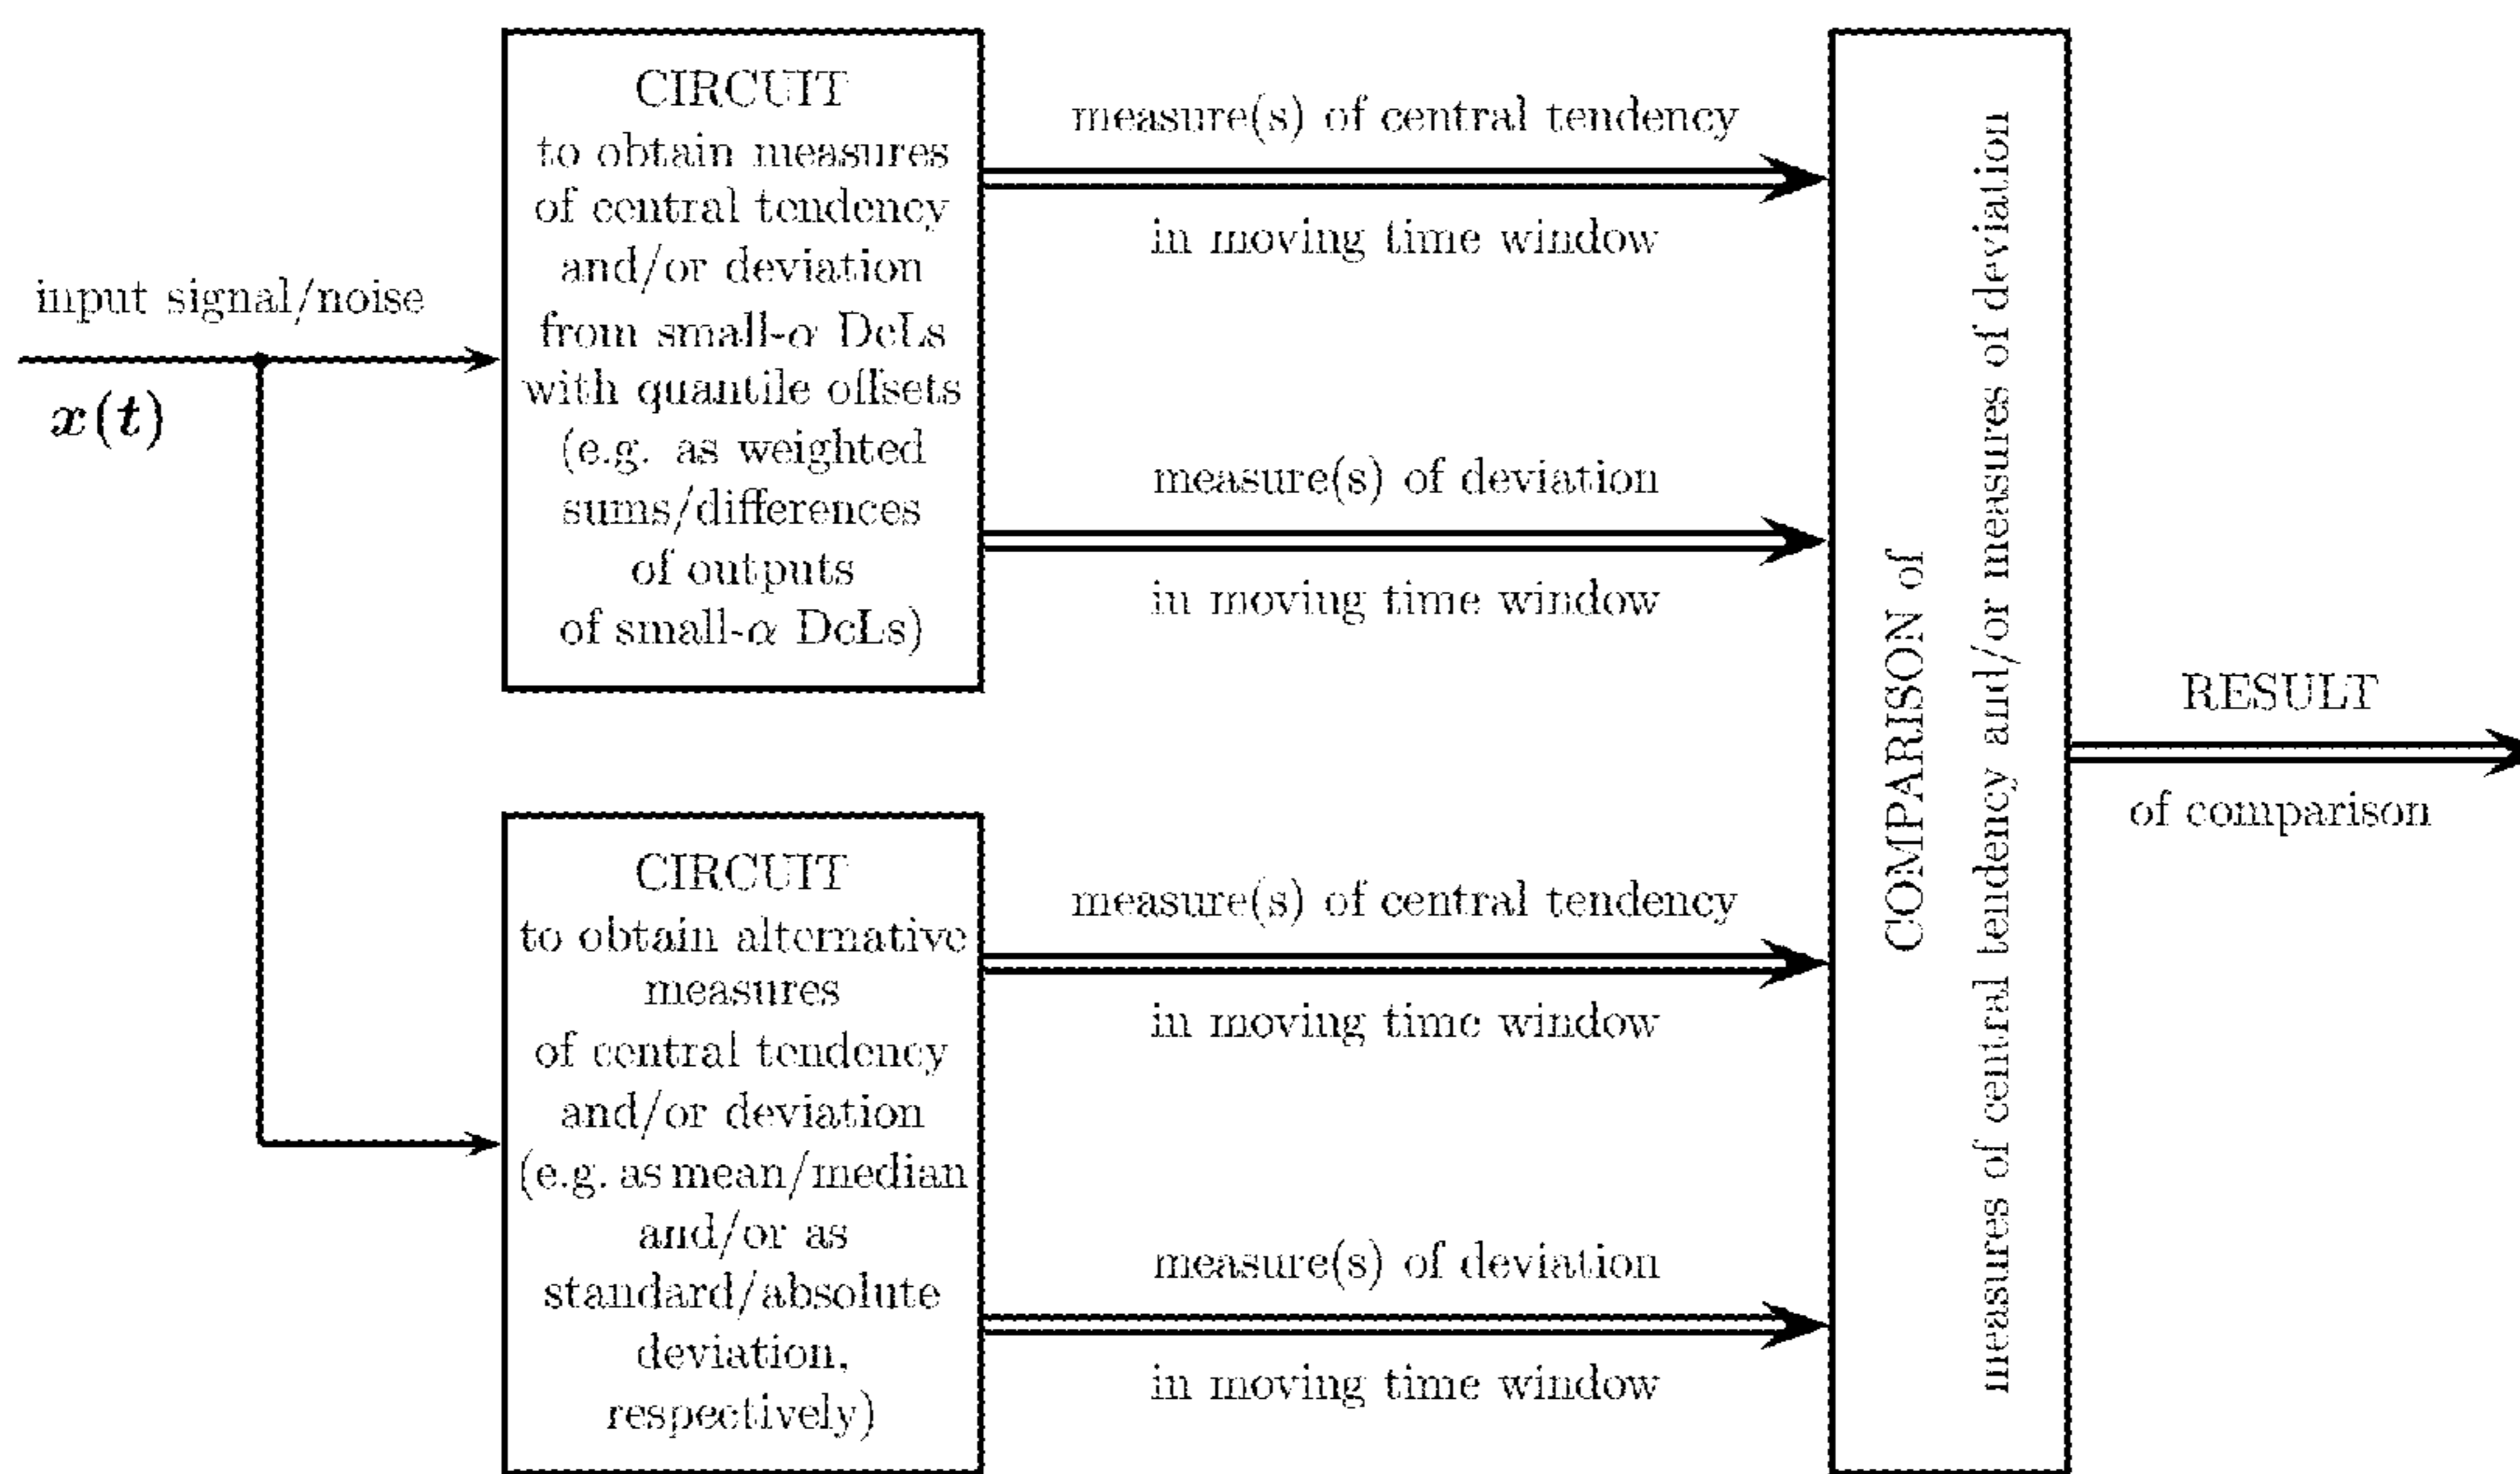 input signal/noise
x(t)
CIRCUIT
to obtain measures
of central tendency
and/or deviation
from small-α DcLs
with quantile offsets
(e.g. as weighted
sums/differences
of outputs
of small-α DcLs)
measure(s) of central tendency
in moving time window
measure(s) of deviation
in moving time window
CIRCUIT
to obtain alternative
measures
of central tendency
and/or deviation
(e.g. as mean/median
and/or as
standard/absolute
deviation,
respectively)
measure(s) of central tendency
in moving time window
measure(s) of deviation
in moving time window
COMPARISON of
measures of central tendency and/or measures of deviation
RESULT
of comparison